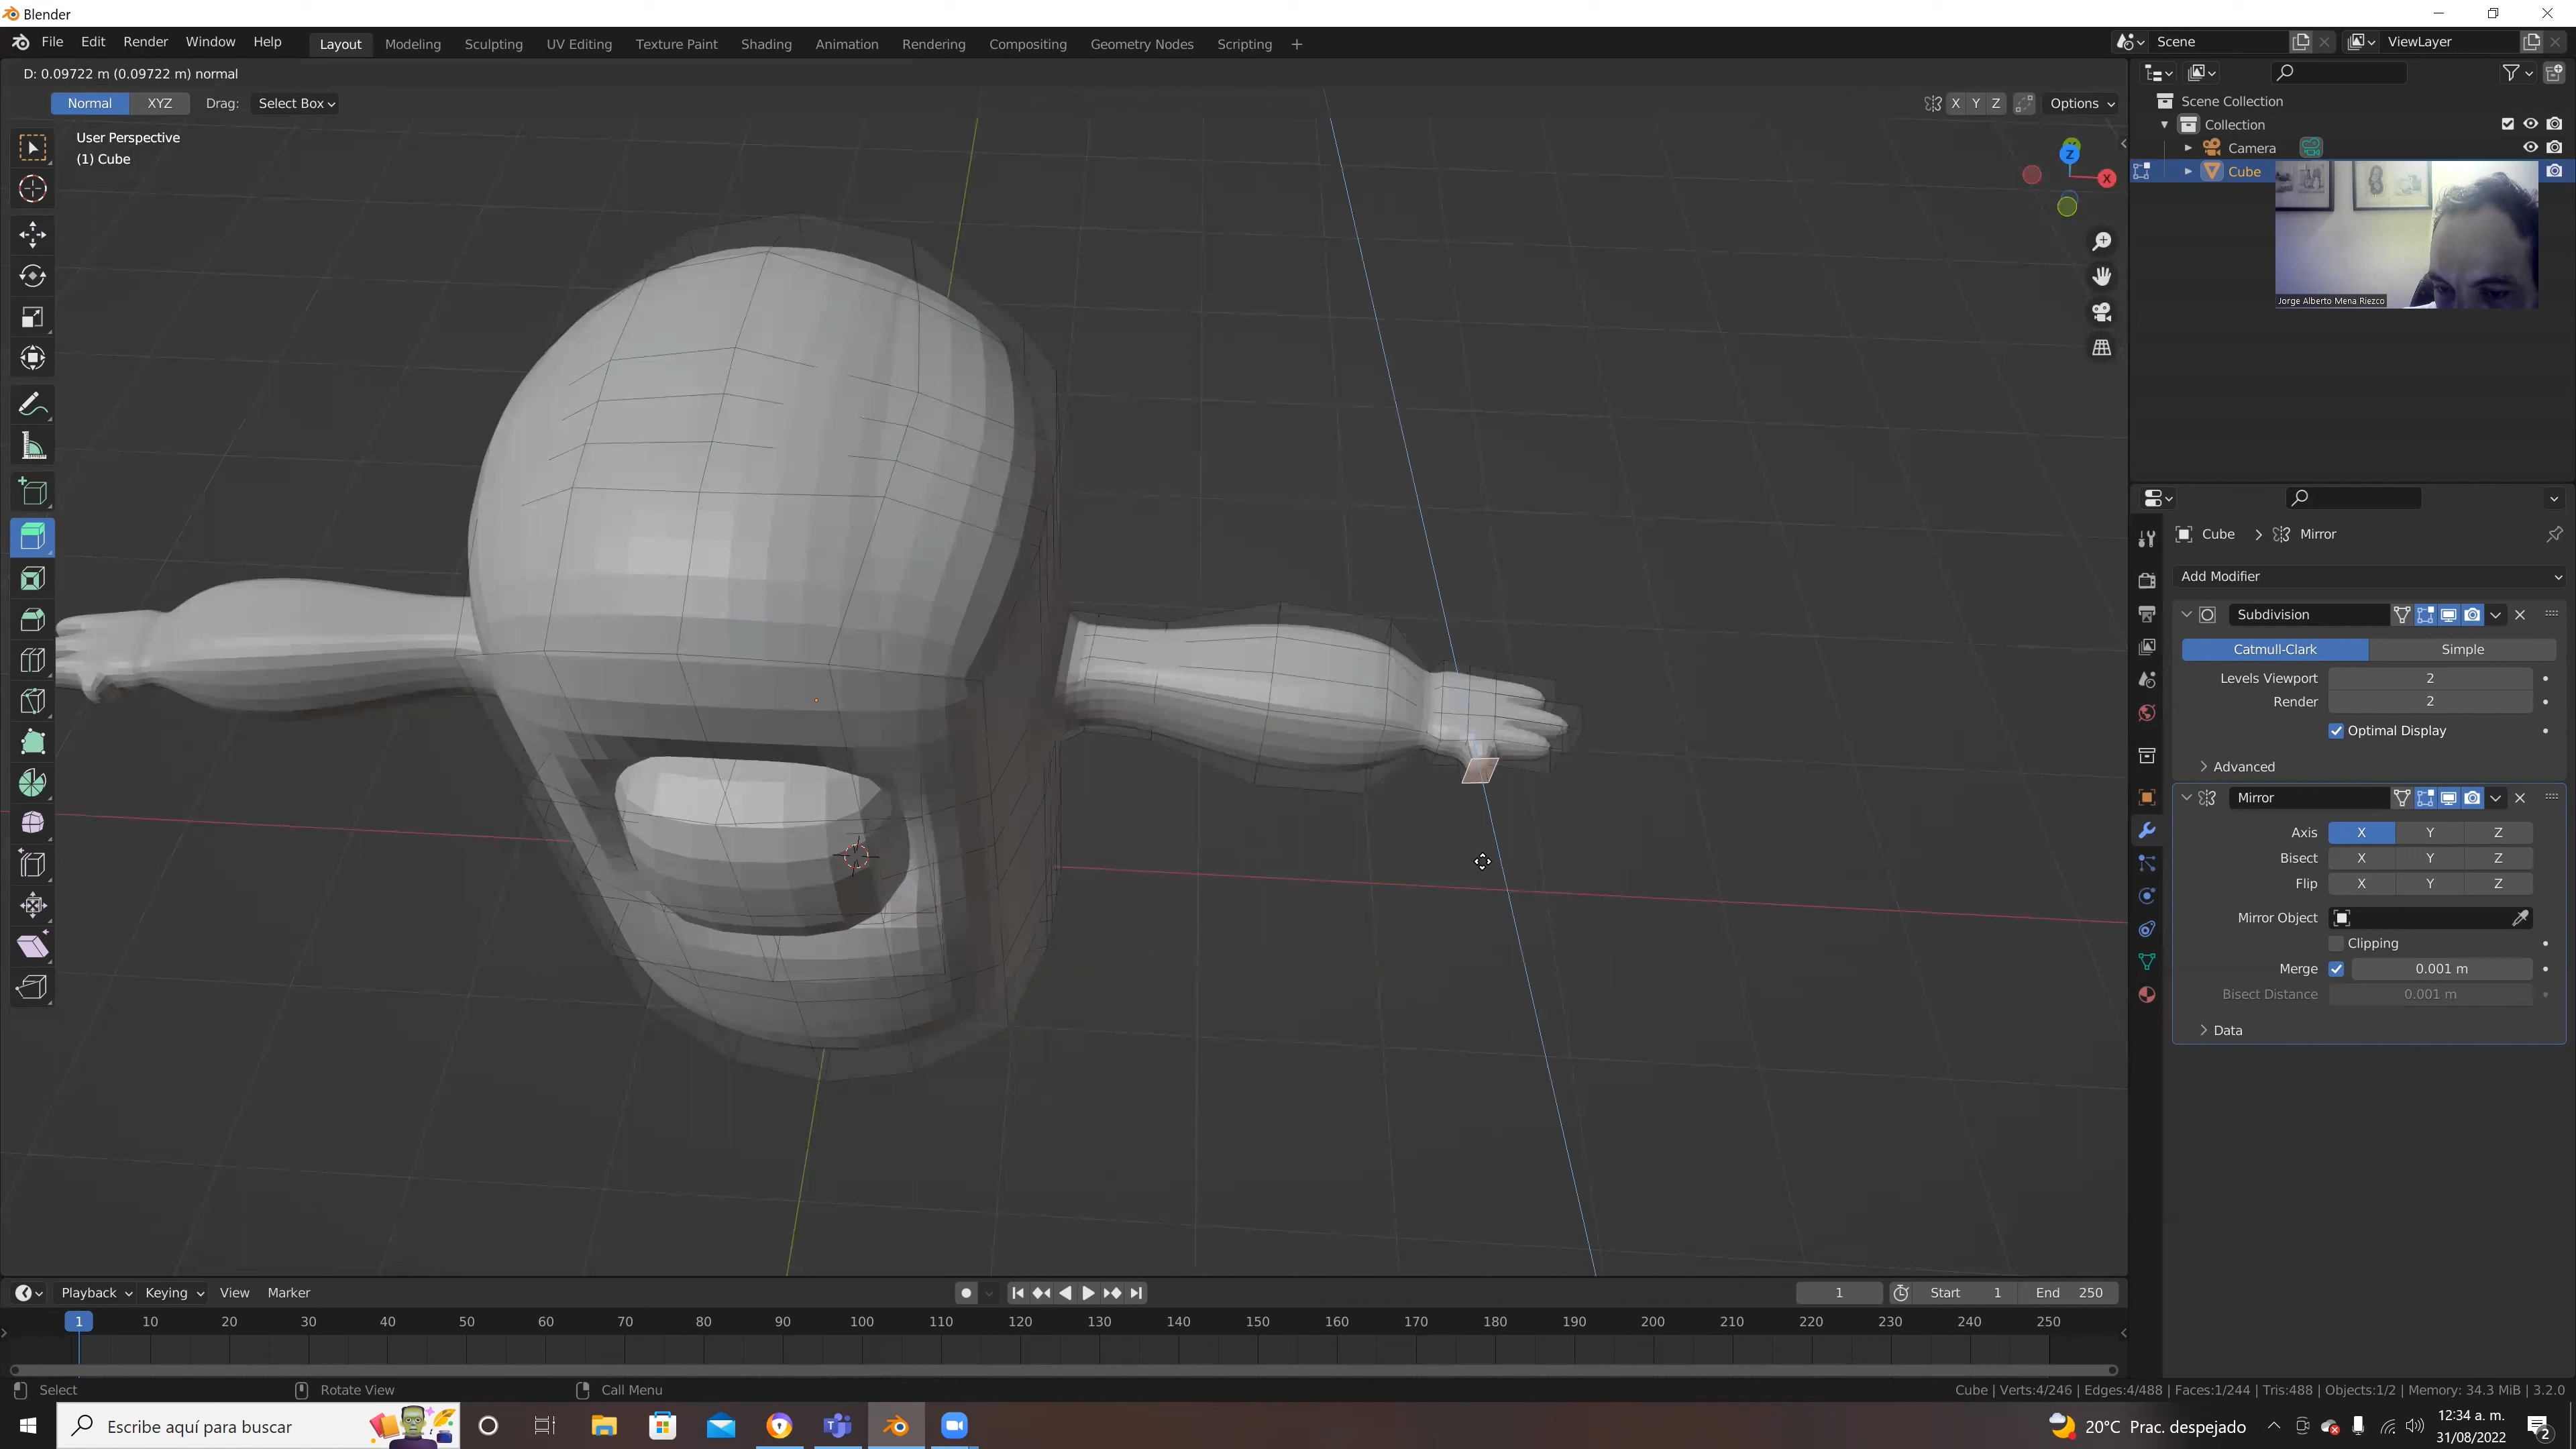 Blender
File Edit Render Window Help Layout Modeling Sculpting UV Editing Texture Paint Shading Animation Rendering Compositing Geometry Nodes Scripting + Scene ViewLayer
D: 0.09722 m (0.09722 m) normal
Normal XYZ Drag: Select Box X Y Z Options
User Perspective
(1) Cube
Z
X
Scene Collection
Collection
Camera
Cube
Jorge Alberto Mena Riezco
Cube > Mirror
Add Modifier
Subdivision
Catmull-Clark Simple
Levels Viewport 2
Render 2
Optimal Display
Advanced
Mirror
Axis X Y Z
Bisect X Y Z
Flip X Y Z
Mirror Object
Clipping
Merge 0.001 m
Bisect Distance 0.001 m
Data
Playback Keying View Marker 1 Start 1 End 250
1 10 20 30 40 50 60 70 80 90 100 110 120 130 140 150 160 170 180 190 200 210 220 230 240 250
Select Rotate View Call Menu Cube | Verts:4/246 | Edges:4/488 | Faces:1/244 | Tris:488 | Objects:1/2 | Memory: 34.3 MiB | 3.2.0
Escribe aquí para buscar
20°C Prac. despejado
12:34 a. m.
31/08/2022
2